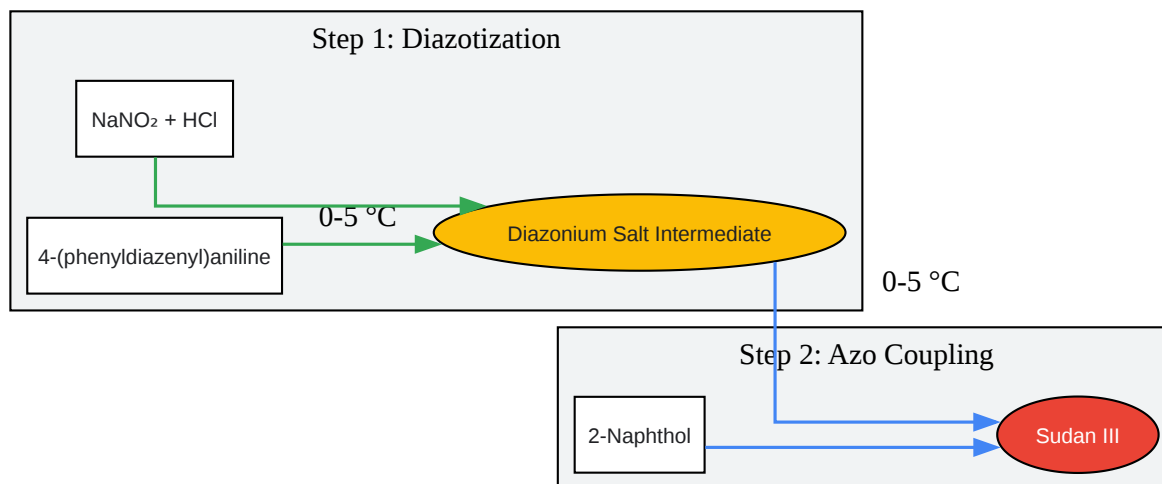 Step 1: Diazotization
NaNO₂ + HCl
0-5 °C
4-(phenyldiazenyl)aniline
Diazonium Salt Intermediate
0-5 °C
Step 2: Azo Coupling
2-Naphthol
Sudan III